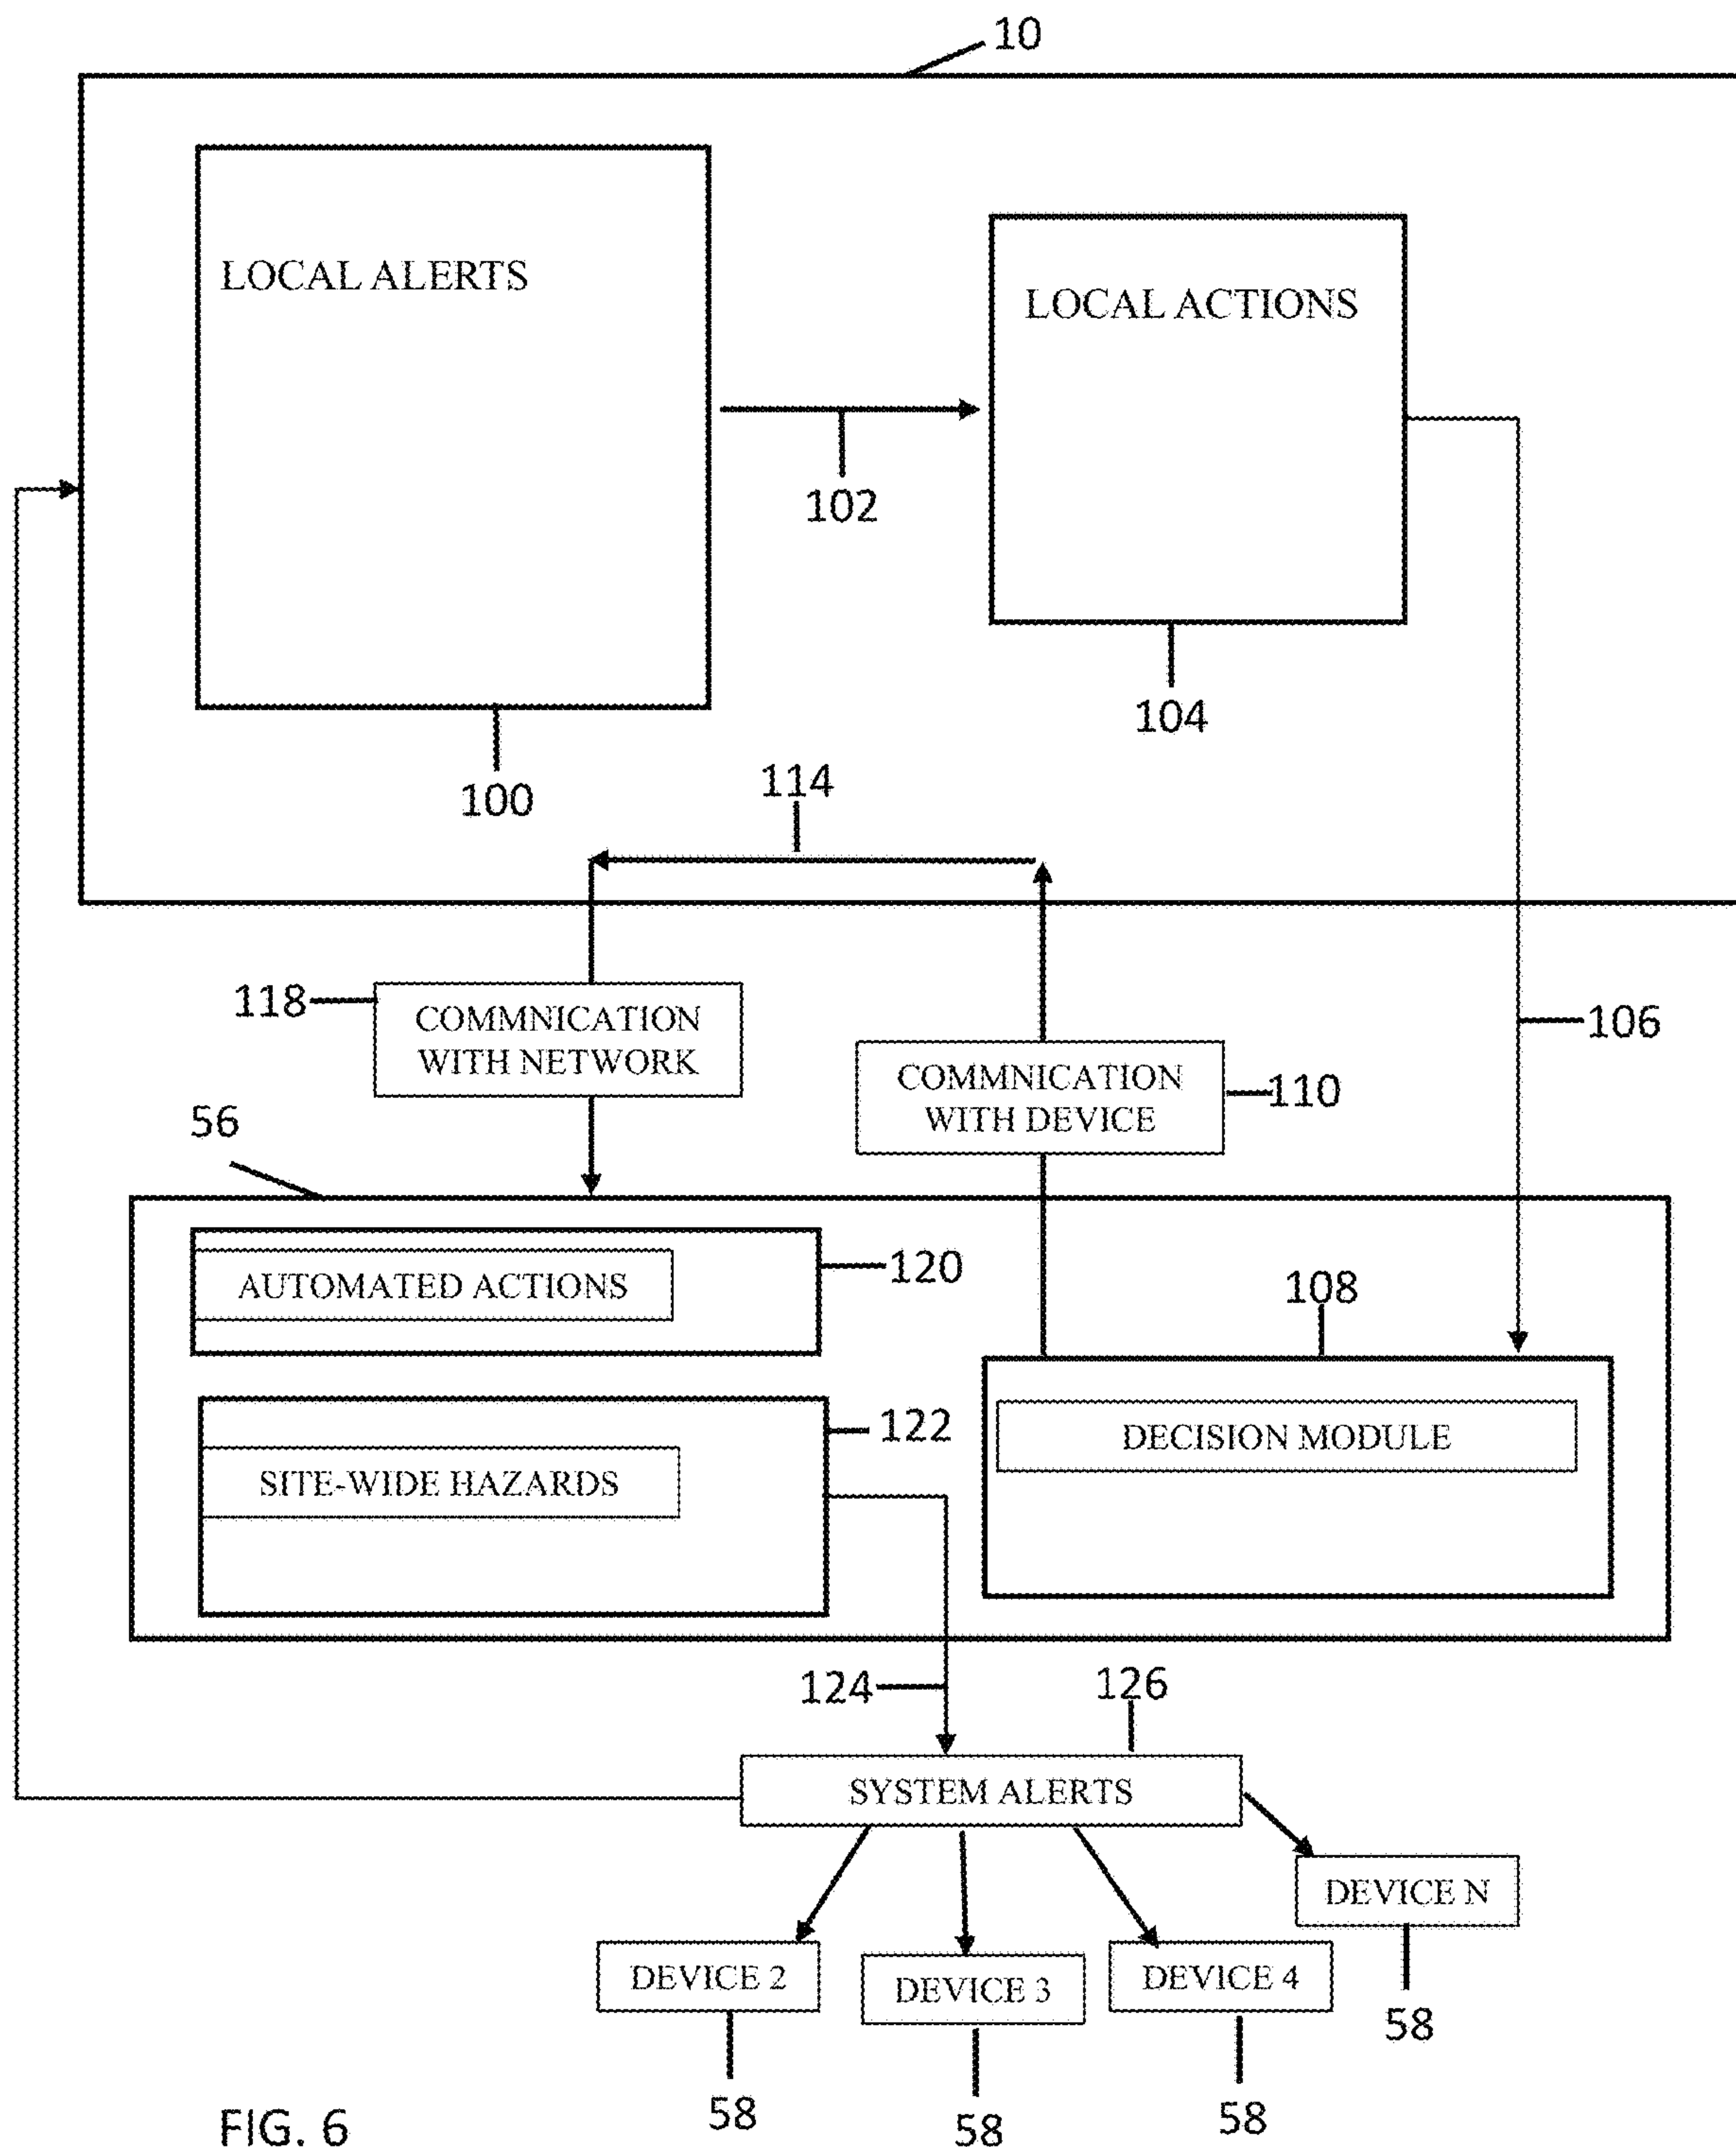 10
LOCAL ALERTS
LOCAL ACTIONS
102
104
100
114
118
COMMNICATION
WITH NETWORK
106
COMMNICATION
WITH DEVICE
110
56
120
AUTOMATED ACTIONS
108
122
DECISION MODULE
SITE-WIDE HAZARDS
124
126
SYSTEM ALERTS
DEVICE N
DEVICE 2
DEVICE 3
DEVICE 4
58
58
58
58
FIG. 6